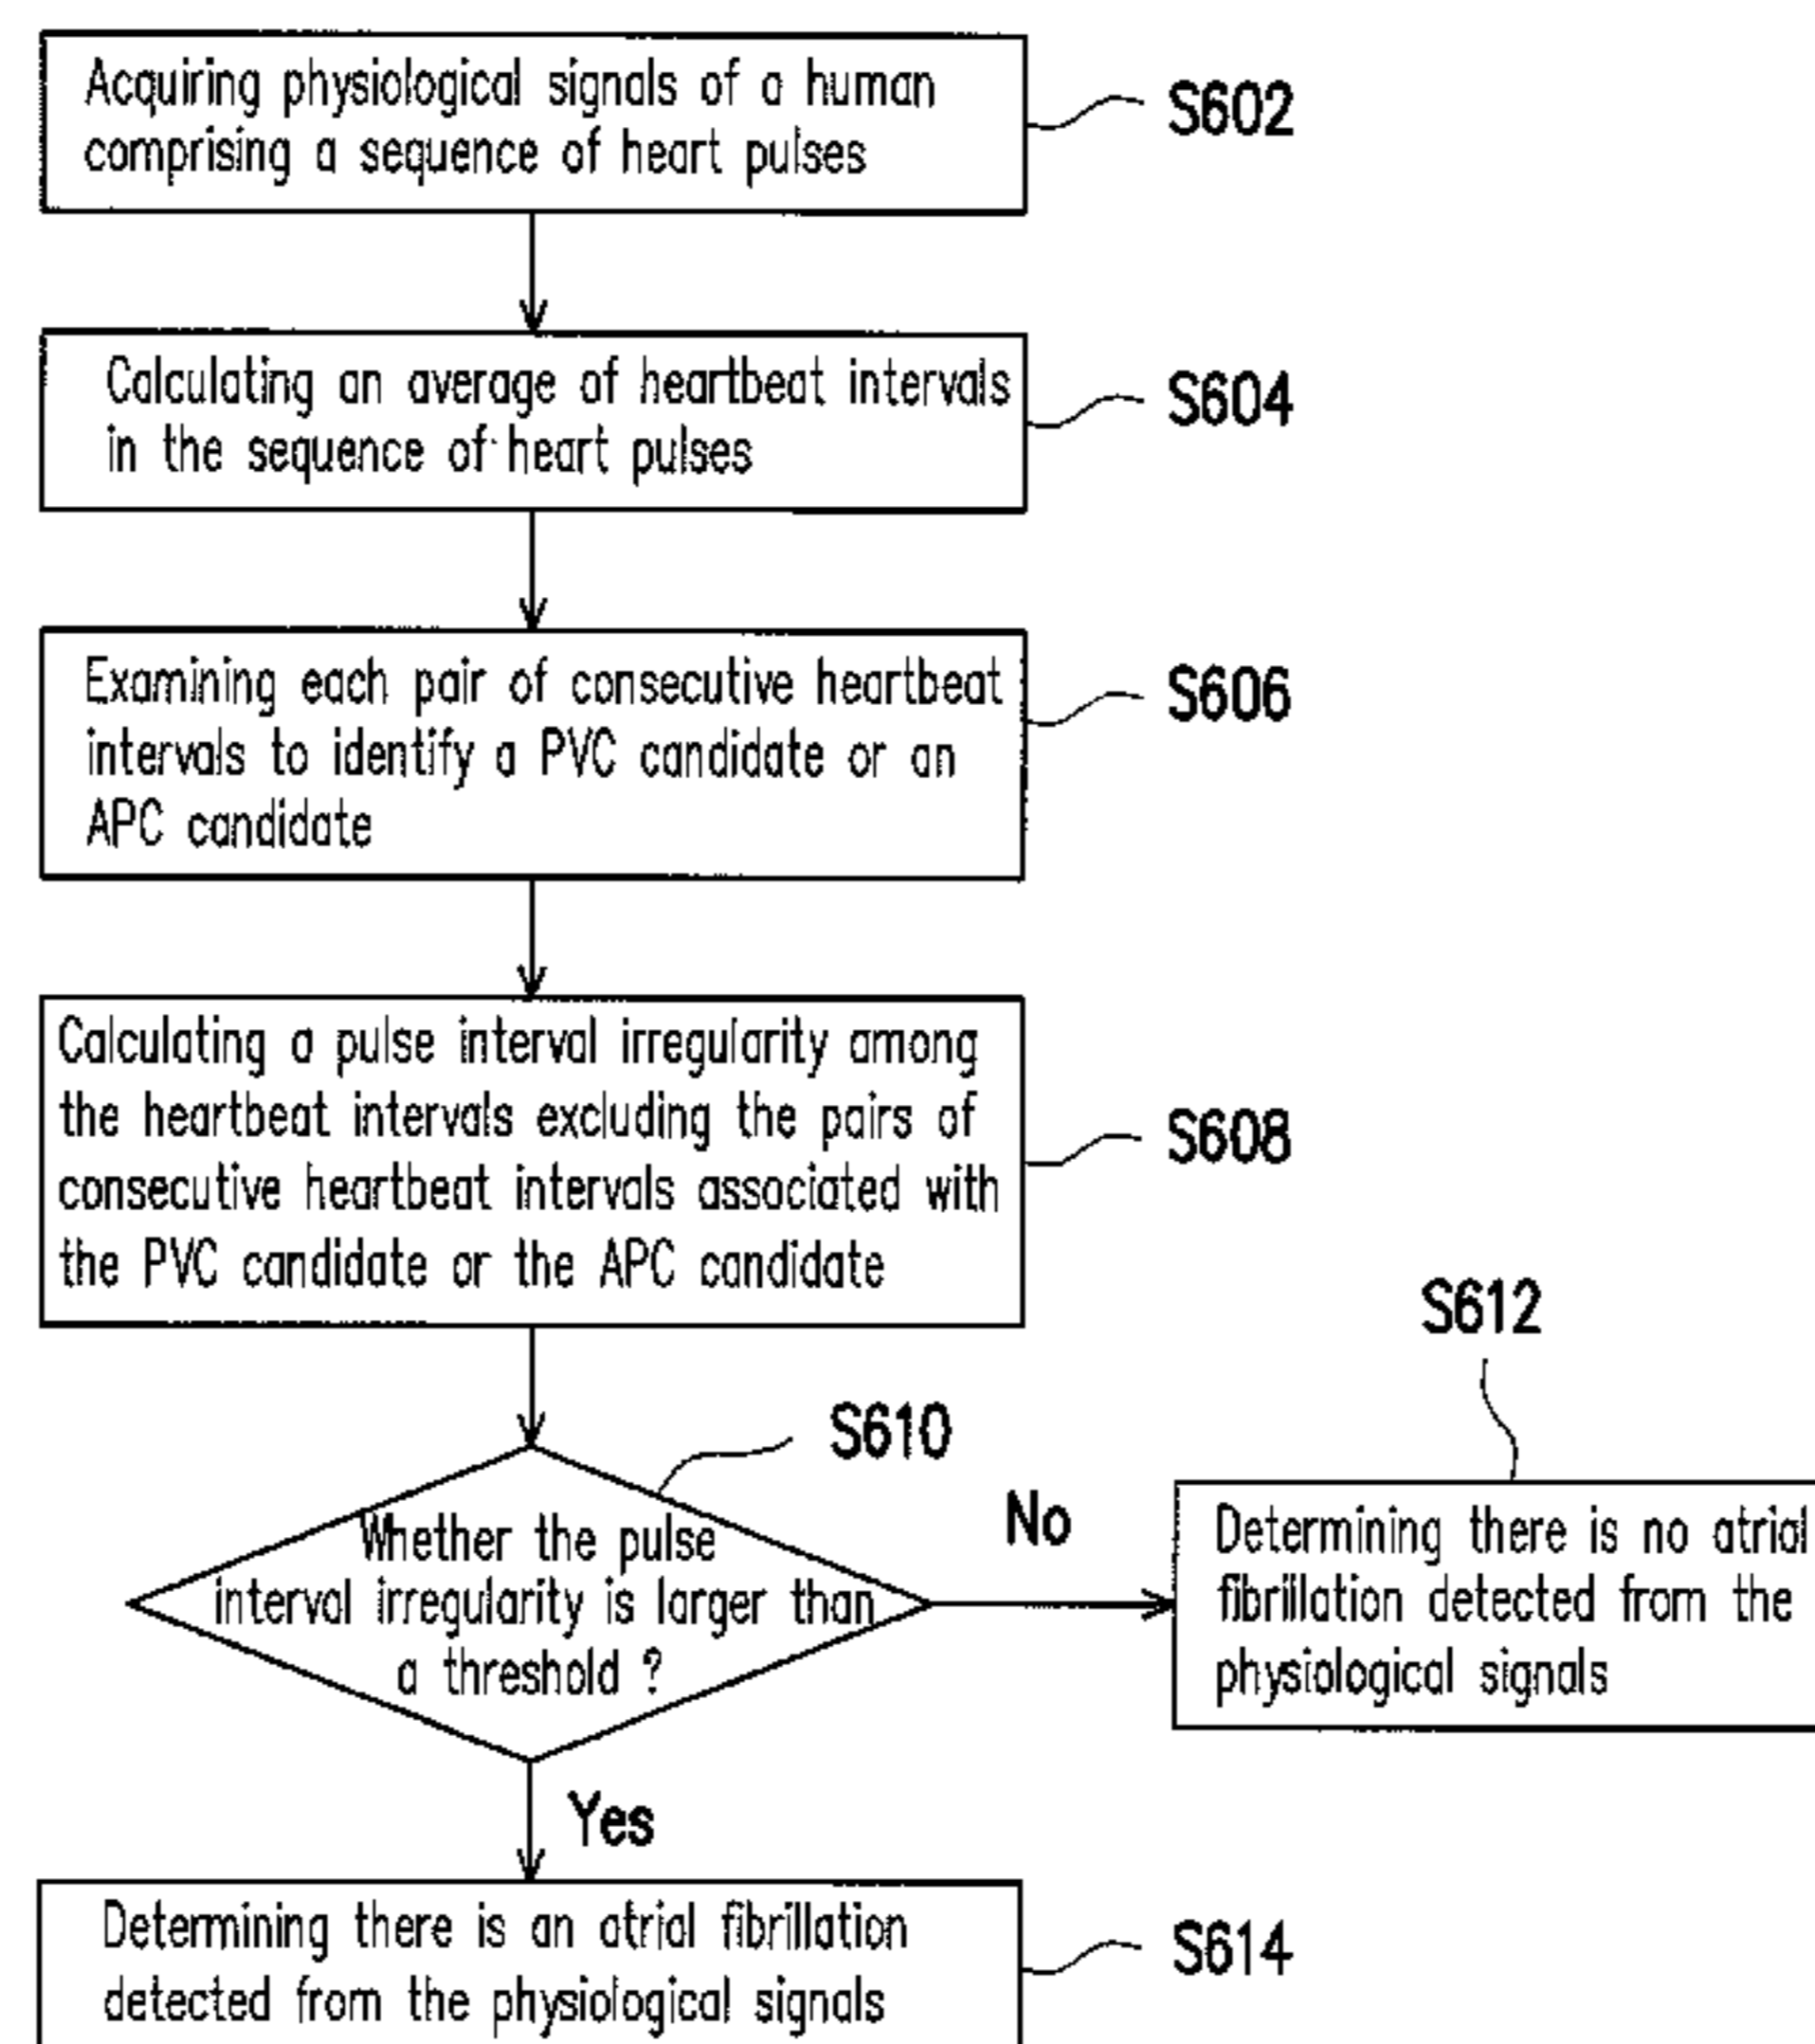 Acquiring physiological signals of a human
comprising a sequence of heart pulses
S602
Calculating an average of heartbeat intervals
in the sequence of heart pulses
S604
Examining each pair of consecutive heartbeat
intervals to identify a PVC candidate or an
APC candidate
S606
Calculating a pulse interval irregularity among
the heartbeat intervals excluding the pairs of
consecutive heartbeat intervals associated with
the PVC candidate or the APC candidate
S608
S610
Whether the pulse
interval irregularity is larger than
a threshold ?
No
S612
Determining there is no atrial
fibrillation detected from the
physiological signals
Yes
Determining there is an atrial fibrillation
detected from the physiological signals
S614